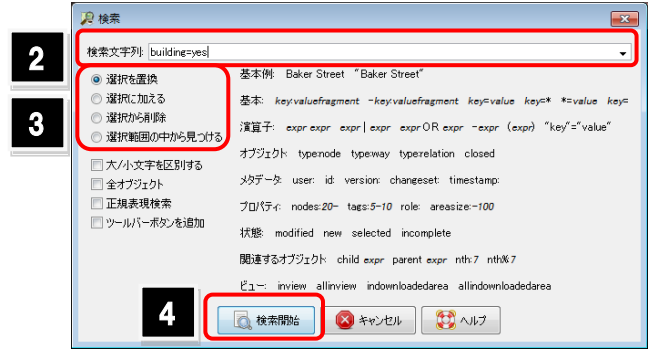 検索
2
検索文字列: building=yes
3
選択を置換
選択に加える
選択から削除
選択範囲の中から見つける
大/小文字を区別する
全オブジェクト
正規表現検索
ツールバーボタンを追加
基本例: Baker Street "Baker Street"
基本: key:valuefragment -key:valuefragment key=value key=* *=value key=
演算子: expr expr expr | expr expr OR expr -expr (expr) "key"="value"
オブジェクト: type:node type:way type:relation closed
メタデータ: user: id: version: changeset: timestamp:
プロパティ: nodes:20- tags:5-10 role: areasize:-100
状態: modified new selected incomplete
関連するオブジェクト: child expr parent expr nth:7 nth%:7
ビュー: inview allinview indownloadedarea allindownloadedarea
4
検索開始 キャンセル ヘルプ